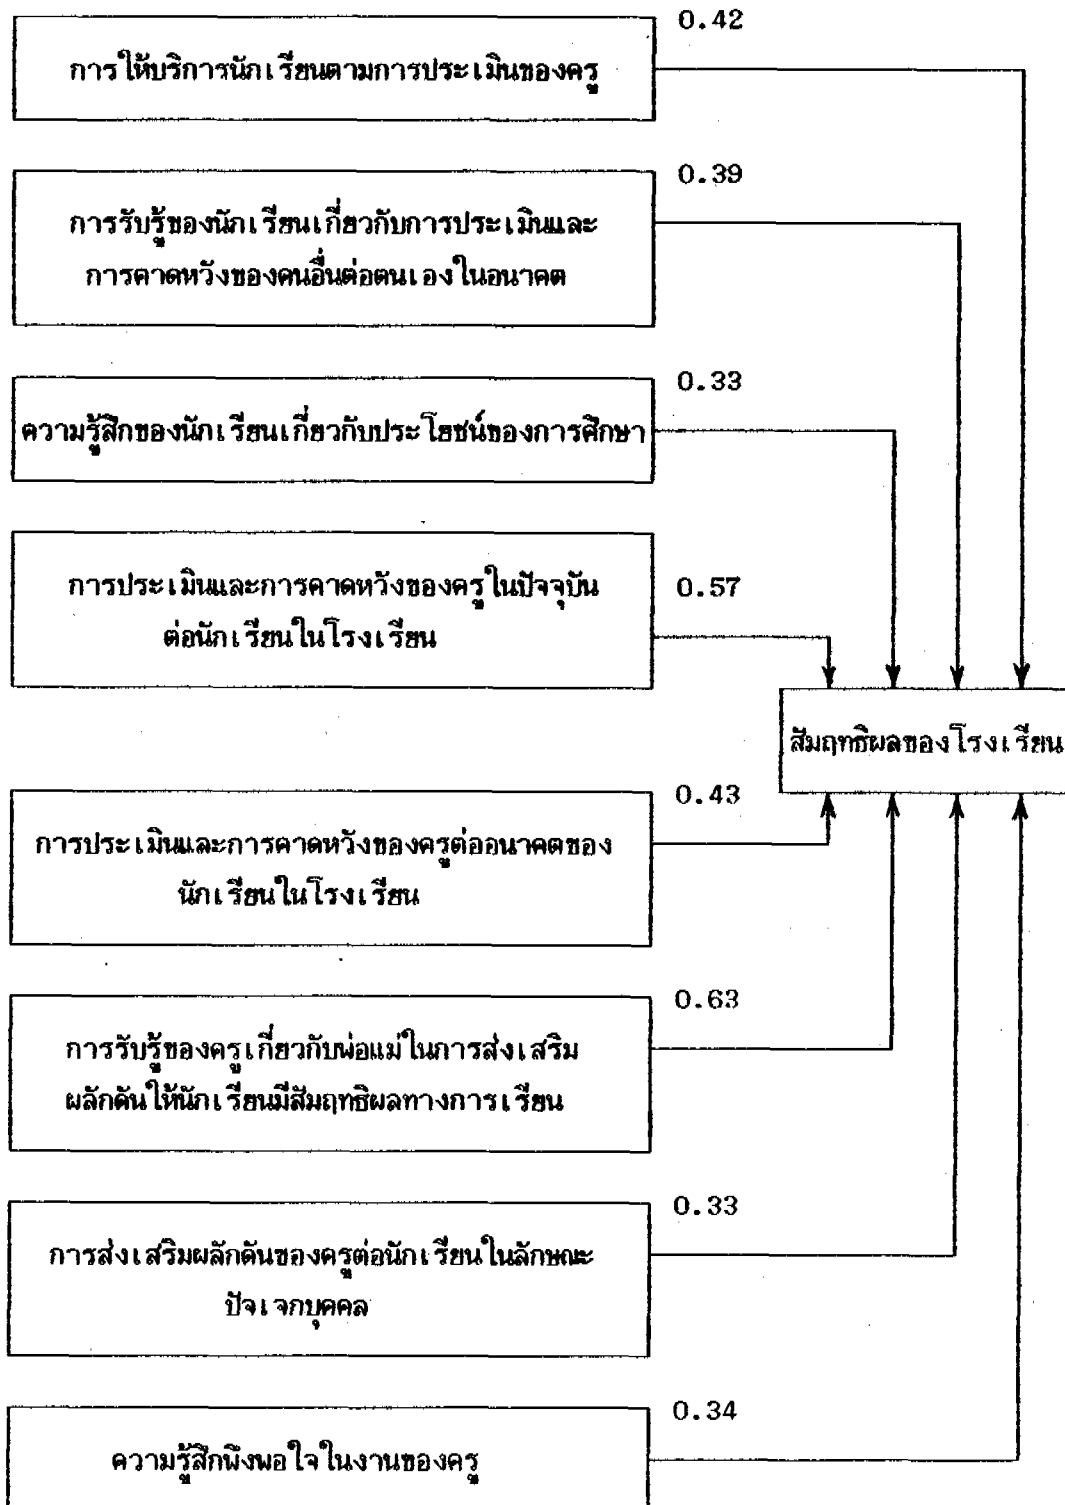 0.42
การให้บริการนักเรียนตามการประเมินของครู
0.39
การรับรู้ของนักเรียนเกี่ยวกับการประเมินและ
การคาดหวังของคนอื่นต่อตนเองในอนาคต
0.33
ความรู้สึกของนักเรียนเกี่ยวกับประโยชน์ของการศึกษา
การประเมินและการคาดหวังของครูในปัจจุบัน
ต่อนักเรียนในโรงเรียน
0.57
สัมฤทธิผลของโรงเรียน
0.43
การประเมินและการคาดหวังของครูต่ออนาคตของ
นักเรียนในโรงเรียน
0.63
การรับรู้ของครูเกี่ยวกับพ่อแม่ในการส่งเสริม
ผลักดันให้นักเรียนมีสัมฤทธิผลทางการเรียน
0.33
การส่งเสริมผลักดันของครูต่อนักเรียนในลักษณะ
ปัจเจกบุคคล
0.34
ความรู้สึกพึงพอใจในงานของครู